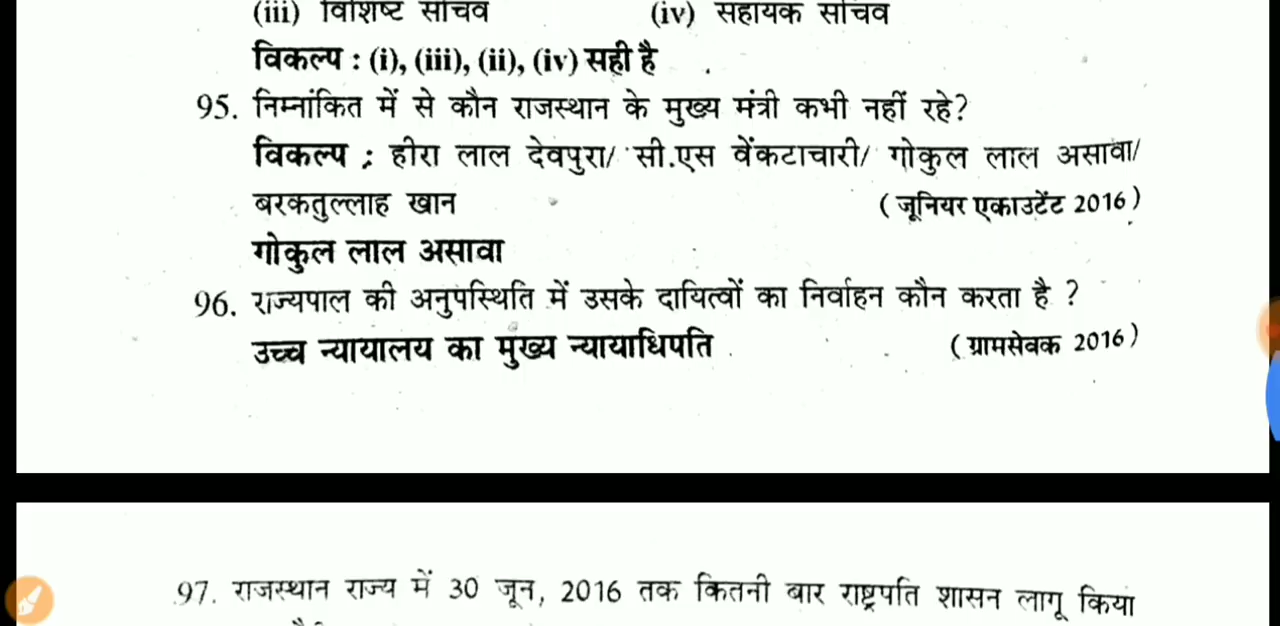 (iii) विशिष्ट सचिव (iv) सहायक सचिव
विकल्प : (i), (iii), (ii), (iv) सही है
95. निम्नांकित में से कौन राजस्थान के मुख्य मंत्री कभी नहीं रहे?
विकल्प : हीरा लाल देवपुरा/ सी.एस वेंकटाचारी/ गोकुल लाल असावा/
बरकतुल्लाह खान (जूनियर एकाउटेंट 2016)
गोकुल लाल असावा
96. राज्यपाल की अनुपस्थिति में उसके दायित्वों का निर्वाहन कौन करता है ?
उच्च न्यायालय का मुख्य न्यायाधिपति (ग्रामसेवक 2016)
97. राजस्थान राज्य में 30 जून, 2016 तक कितनी बार राष्ट्रपति शासन लागू किया